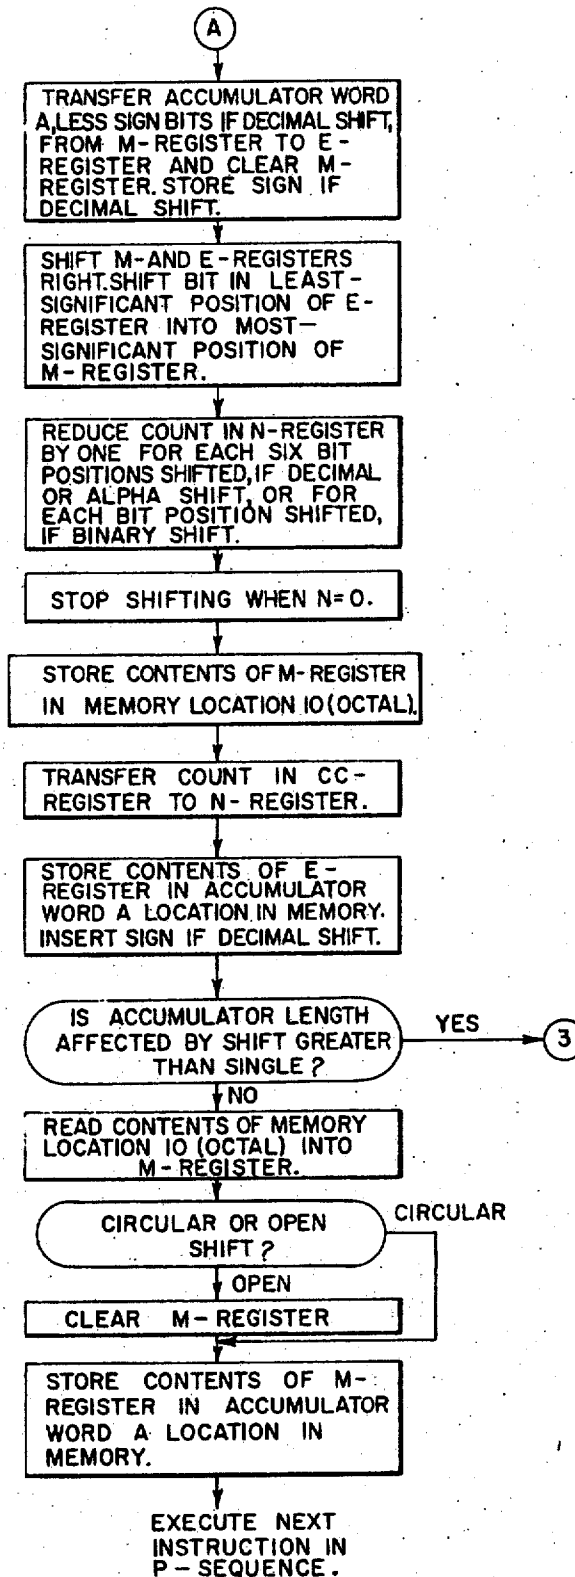 A
TRANSFER ACCUMULATOR WORD
A, LESS SIGN BITS IF DECIMAL SHIFT,
FROM M-REGISTER TO E-
REGISTER AND CLEAR M-
REGISTER. STORE SIGN IF
DECIMAL SHIFT.
SHIFT M-AND E-REGISTERS
RIGHT. SHIFT BIT IN LEAST-
SIGNIFICANT POSITION OF E-
REGISTER INTO MOST-
SIGNIFICANT POSITION OF
M-REGISTER.
REDUCE COUNT IN N-REGISTER
BY ONE FOR EACH SIX BIT
POSITIONS SHIFTED, IF DECIMAL
OR ALPHA SHIFT, OR FOR
EACH BIT POSITION SHIFTED,
IF BINARY SHIFT.
STOP SHIFTING WHEN N=0.
STORE CONTENTS OF M-REGISTER
IN MEMORY LOCATION 10 (OCTAL).
TRANSFER COUNT IN CC-
REGISTER TO N-REGISTER.
STORE CONTENTS OF E-
REGISTER IN ACCUMULATOR
WORD A LOCATION IN MEMORY.
INSERT SIGN IF DECIMAL SHIFT.
IS ACCUMULATOR LENGTH
AFFECTED BY SHIFT GREATER
THAN SINGLE?
YES
3
NO
READ CONTENTS OF MEMORY
LOCATION 10 (OCTAL) INTO
M-REGISTER.
CIRCULAR OR OPEN
SHIFT?
CIRCULAR
OPEN
CLEAR M-REGISTER
STORE CONTENTS OF M-
REGISTER IN ACCUMULATOR
WORD A LOCATION IN
MEMORY.
EXECUTE NEXT
INSTRUCTION IN
P-SEQUENCE.